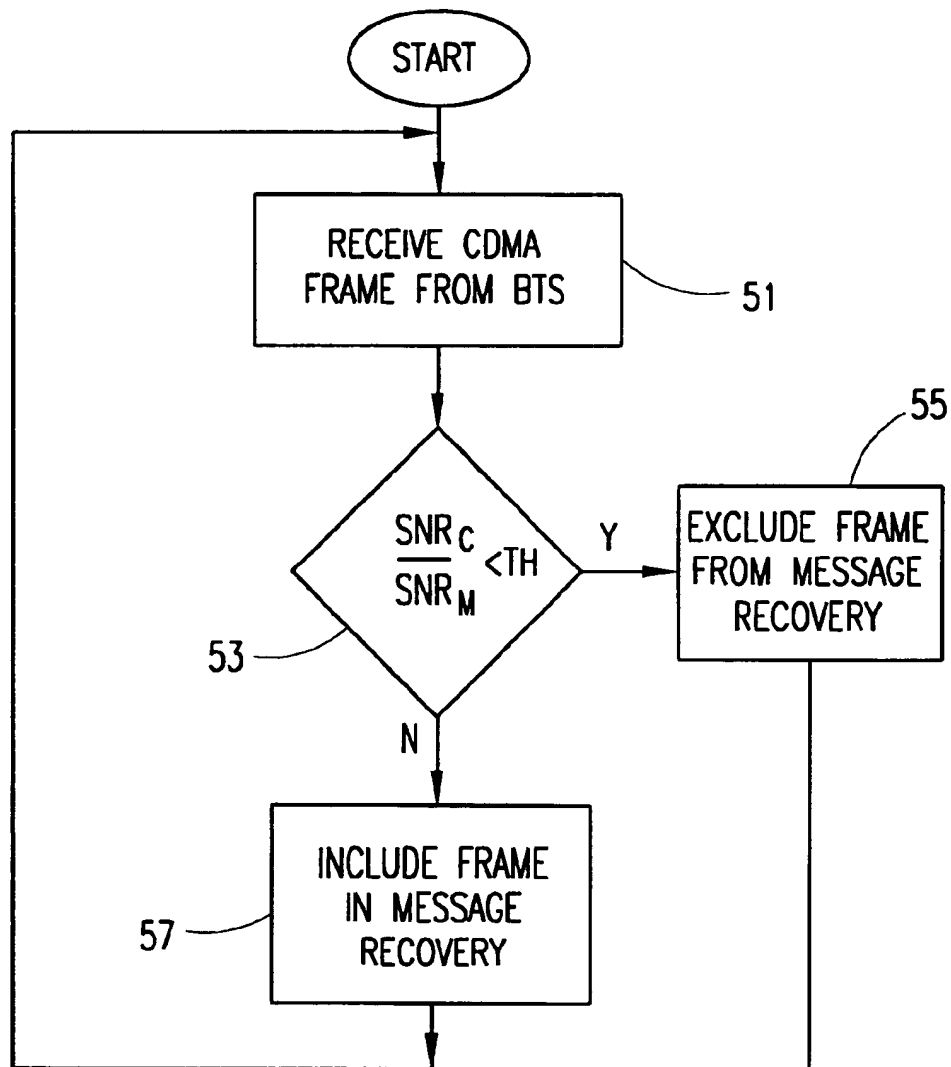 START
RECEIVE CDMA
FRAME FROM BTS
51
55
SNR_C
SNR_M
<TH
Y
EXCLUDE FRAME
FROM MESSAGE
RECOVERY
53
N
INCLUDE FRAME
IN MESSAGE
RECOVERY
57